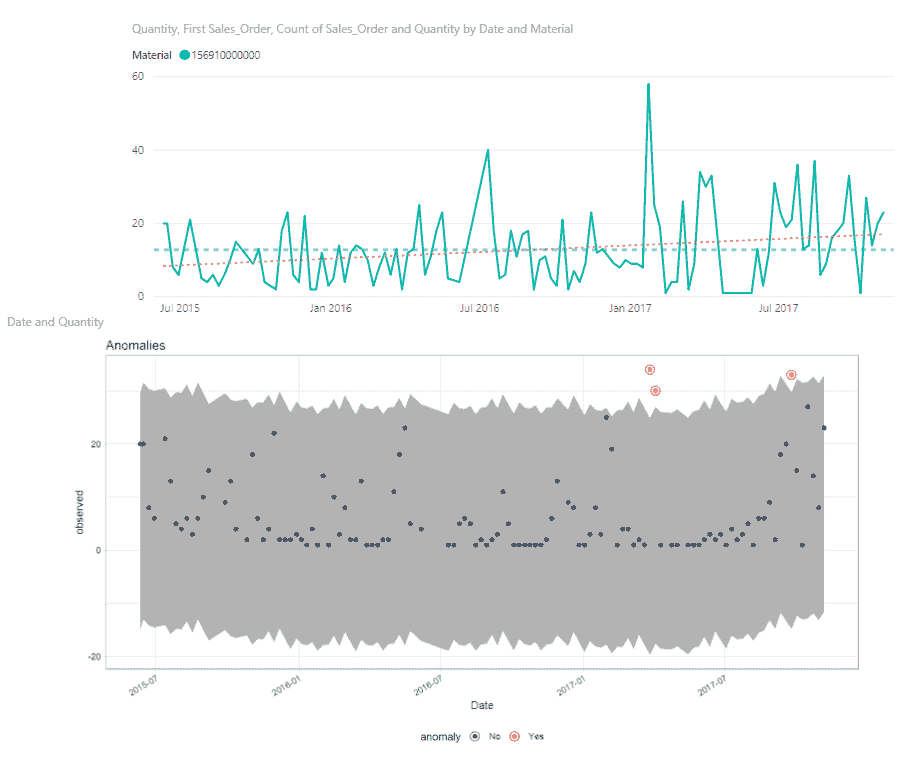 Quantity, First Sales_Order, Count of Sales_Order and Quantity by Date and Material
Material 156910000000
60
40
20
0
Jul 2015 Jan 2016 Jul 2016 Jan 2017 Jul 2017
Date and Quantity
Anomalies
observed
20
0
-20
2015-07 2016-01 2016-07 2017-01 2017-07
Date
anomaly No Yes